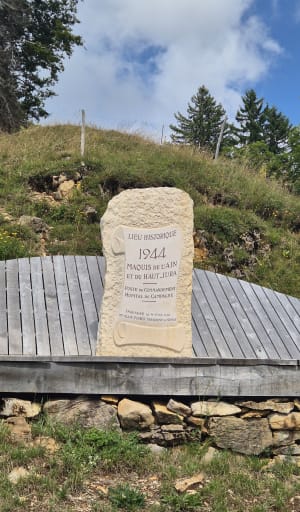 LIEU HISTORIQUE
1944
MAQUIS DE L'AIN
ET DU HAUT JURA
POSTE DE COMMANDEMENT
HOPITAL DE CAMPAGNE